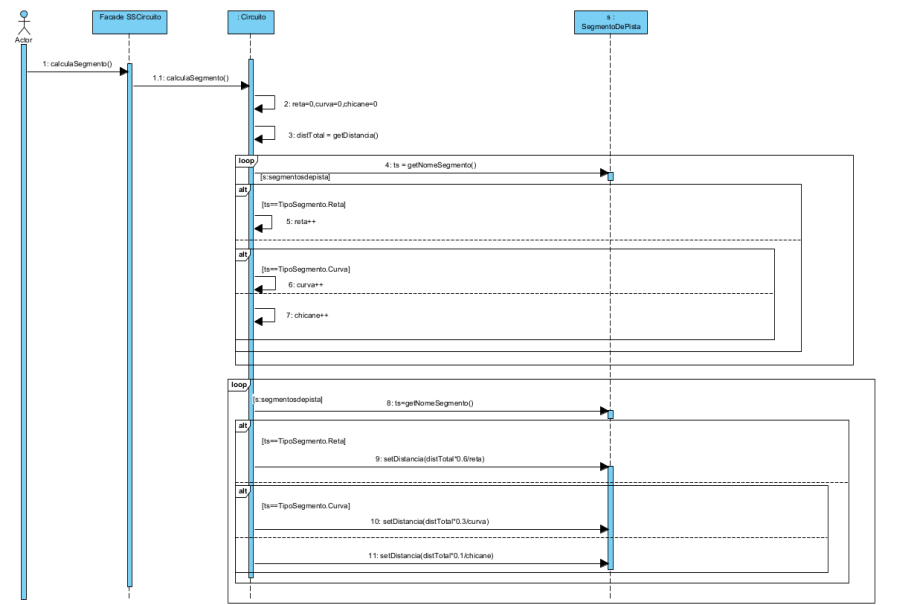 Facade SSCircuito
: Circuito
s :
SegmentoDePista
Actor
1: calculaSegmento()
1.1: calculaSegmento()
2: reta=0,curva=0,chicane=0
3: distTotal = getDistancia()
loop
4: ts = getNomeSegmento()
[s:segmentosdepista]
alt
[ts==TipoSegmento.Reta]
5: reta++
alt
[ts==TipoSegmento.Curva]
6: curva++
7: chicane++
loop
[s:segmentosdepista]
8: ts=getNomeSegmento()
alt
[ts==TipoSegmento.Reta]
9: setDistancia(distTotal*0.6/reta)
alt
[ts==TipoSegmento.Curva]
10: setDistancia(distTotal*0.3/curva)
11: setDistancia(distTotal*0.1/chicane)